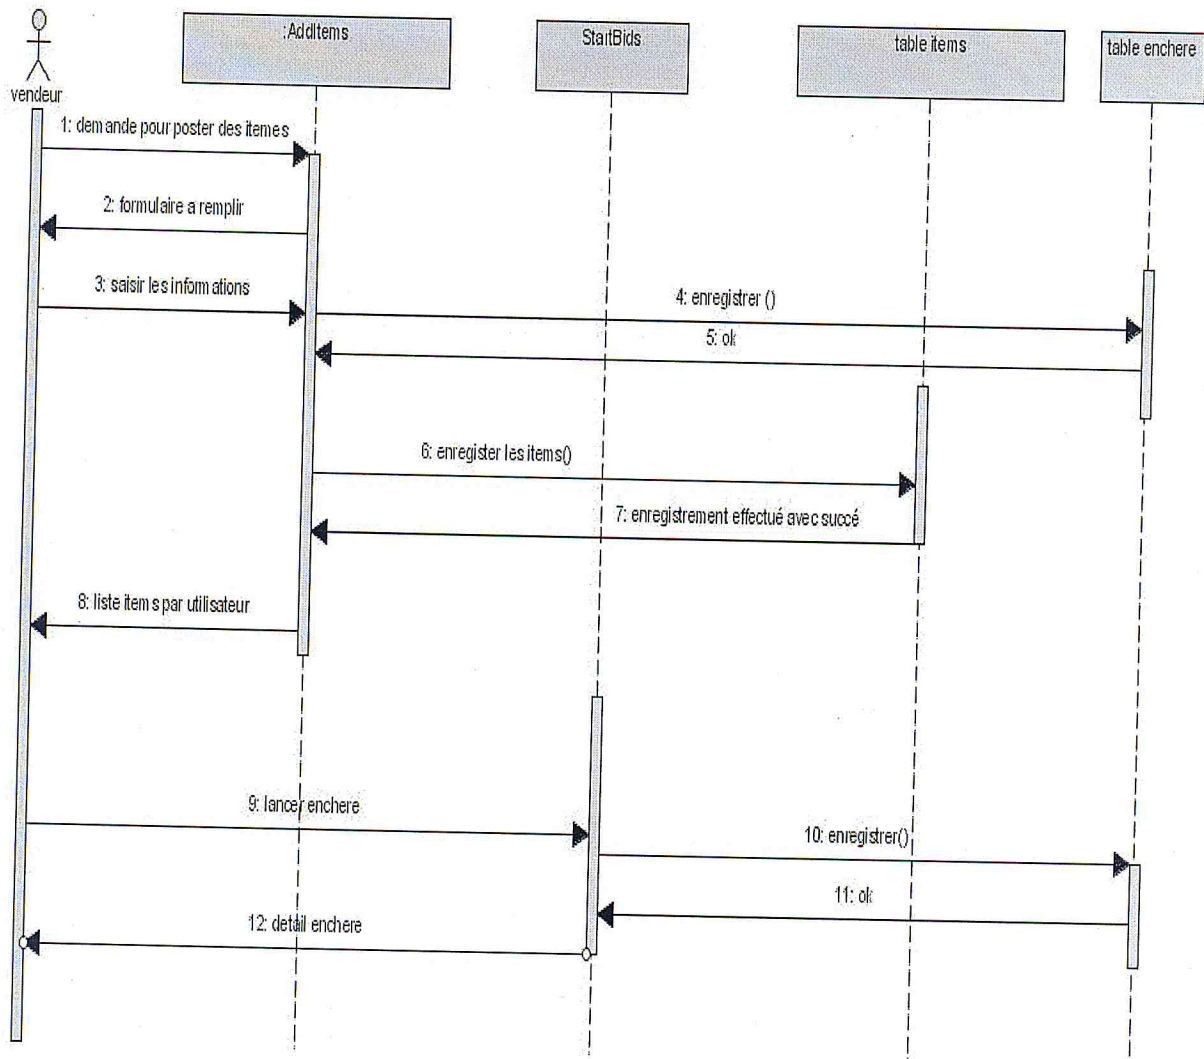 :AddItems
StartBids
table items
table enchere
vendeur
1: demande pour poster des itemes
2: formulaire a remplir
3: saisir les informations
4: enregistrer ()
5: ok
6: enregister les items()
7: enregistrement effectué avec succé
8: liste items par utilisateur
9: lancer enchere
10: enregistrer()
11: ok
12: detail enchere